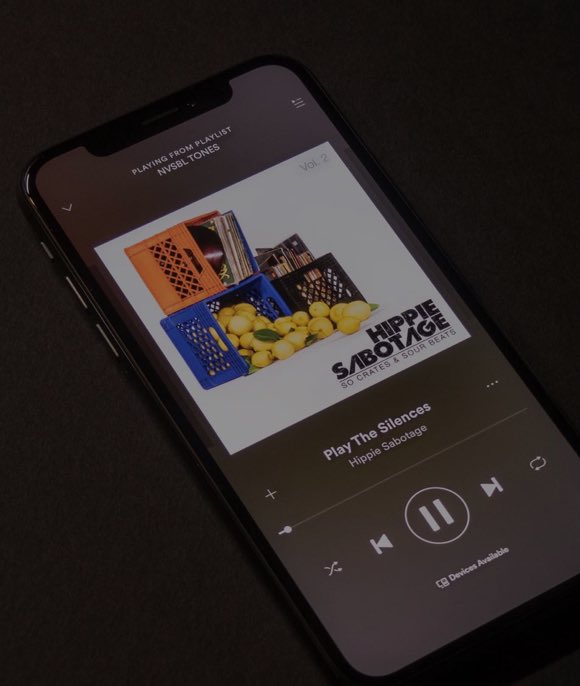 PLAYING FROM PLAYLIST
NVSBL TONES
Vol. 2
HIPPIE
SABOTAGE
SO CRATES & SOUR BEATS
Play The Silences
Hippie Sabotage
Devices Available